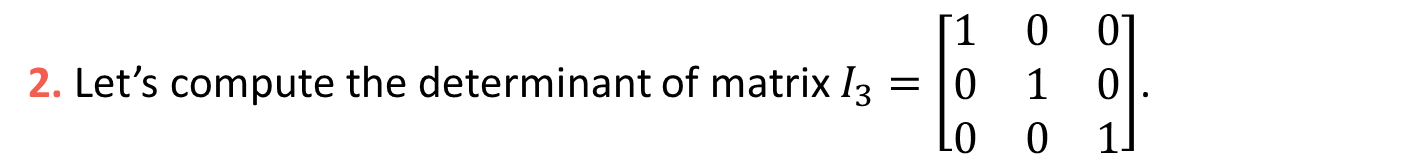 2. Let’s compute the determinant of matrix I₃ = [1 0 0
0 1 0
0 0 1].